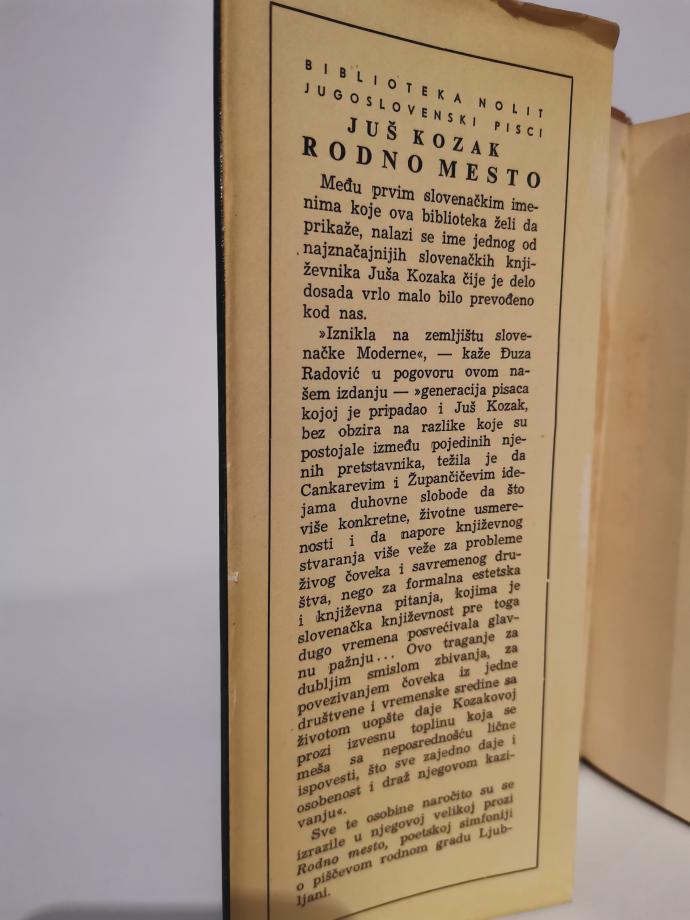 BIBLIOTEKA NOLIT
JUGOSLOVENSKI PISCI
JUŠ KOZAK
RODNO MESTO
Među prvim slovenačkim ime-
nima koje ova biblioteka želi da
prikaže, nalazi se ime jednog od
najznačajnijih slovenačkih knji-
ževnika Juša Kozaka čije je delo
dosada vrlo malo bilo prevođeno
kod nas.
»Iznikla na zemljištu slove-
načke Moderne«, — kaže Đuza
Radović u pogovoru ovom na-
šem izdanju — »generacija pisaca
kojoj je pripadao i Juš Kozak,
bez obzira na razlike koje su
postojale između pojedinih nje-
nih pretstavnika, težila je da
Cankarevim i Župančičevim ide-
jama duhovne slobode da što
više konkretne, životne usmere-
nosti i da napore književnog
stvaranja više veže za probleme
živog čoveka i savremenog dru-
štva, nego za formalna estetska
i književna pitanja, kojima je
slovenačka književnost pre toga
dugo vremena posvećivala glav-
nu pažnju... Ovo traganje za
dubljim smislom zbivanja, za
povezivanjem čoveka iz jedne
društvene i vremenske sredine sa
životom uopšte daje Kozakovoj
prozi izvesnu toplinu koja se
meša sa neposrednošću lične
ispovesti, što sve zajedno daje i
osobenost i draž njegovom kazi-
vanju«.
Sve te osobine naročito su se
izrazile u njegovoj velikoj prozi
Rodno mesto, poetskoj simfoniji
o piščevom rodnom gradu Ljub-
ljani.